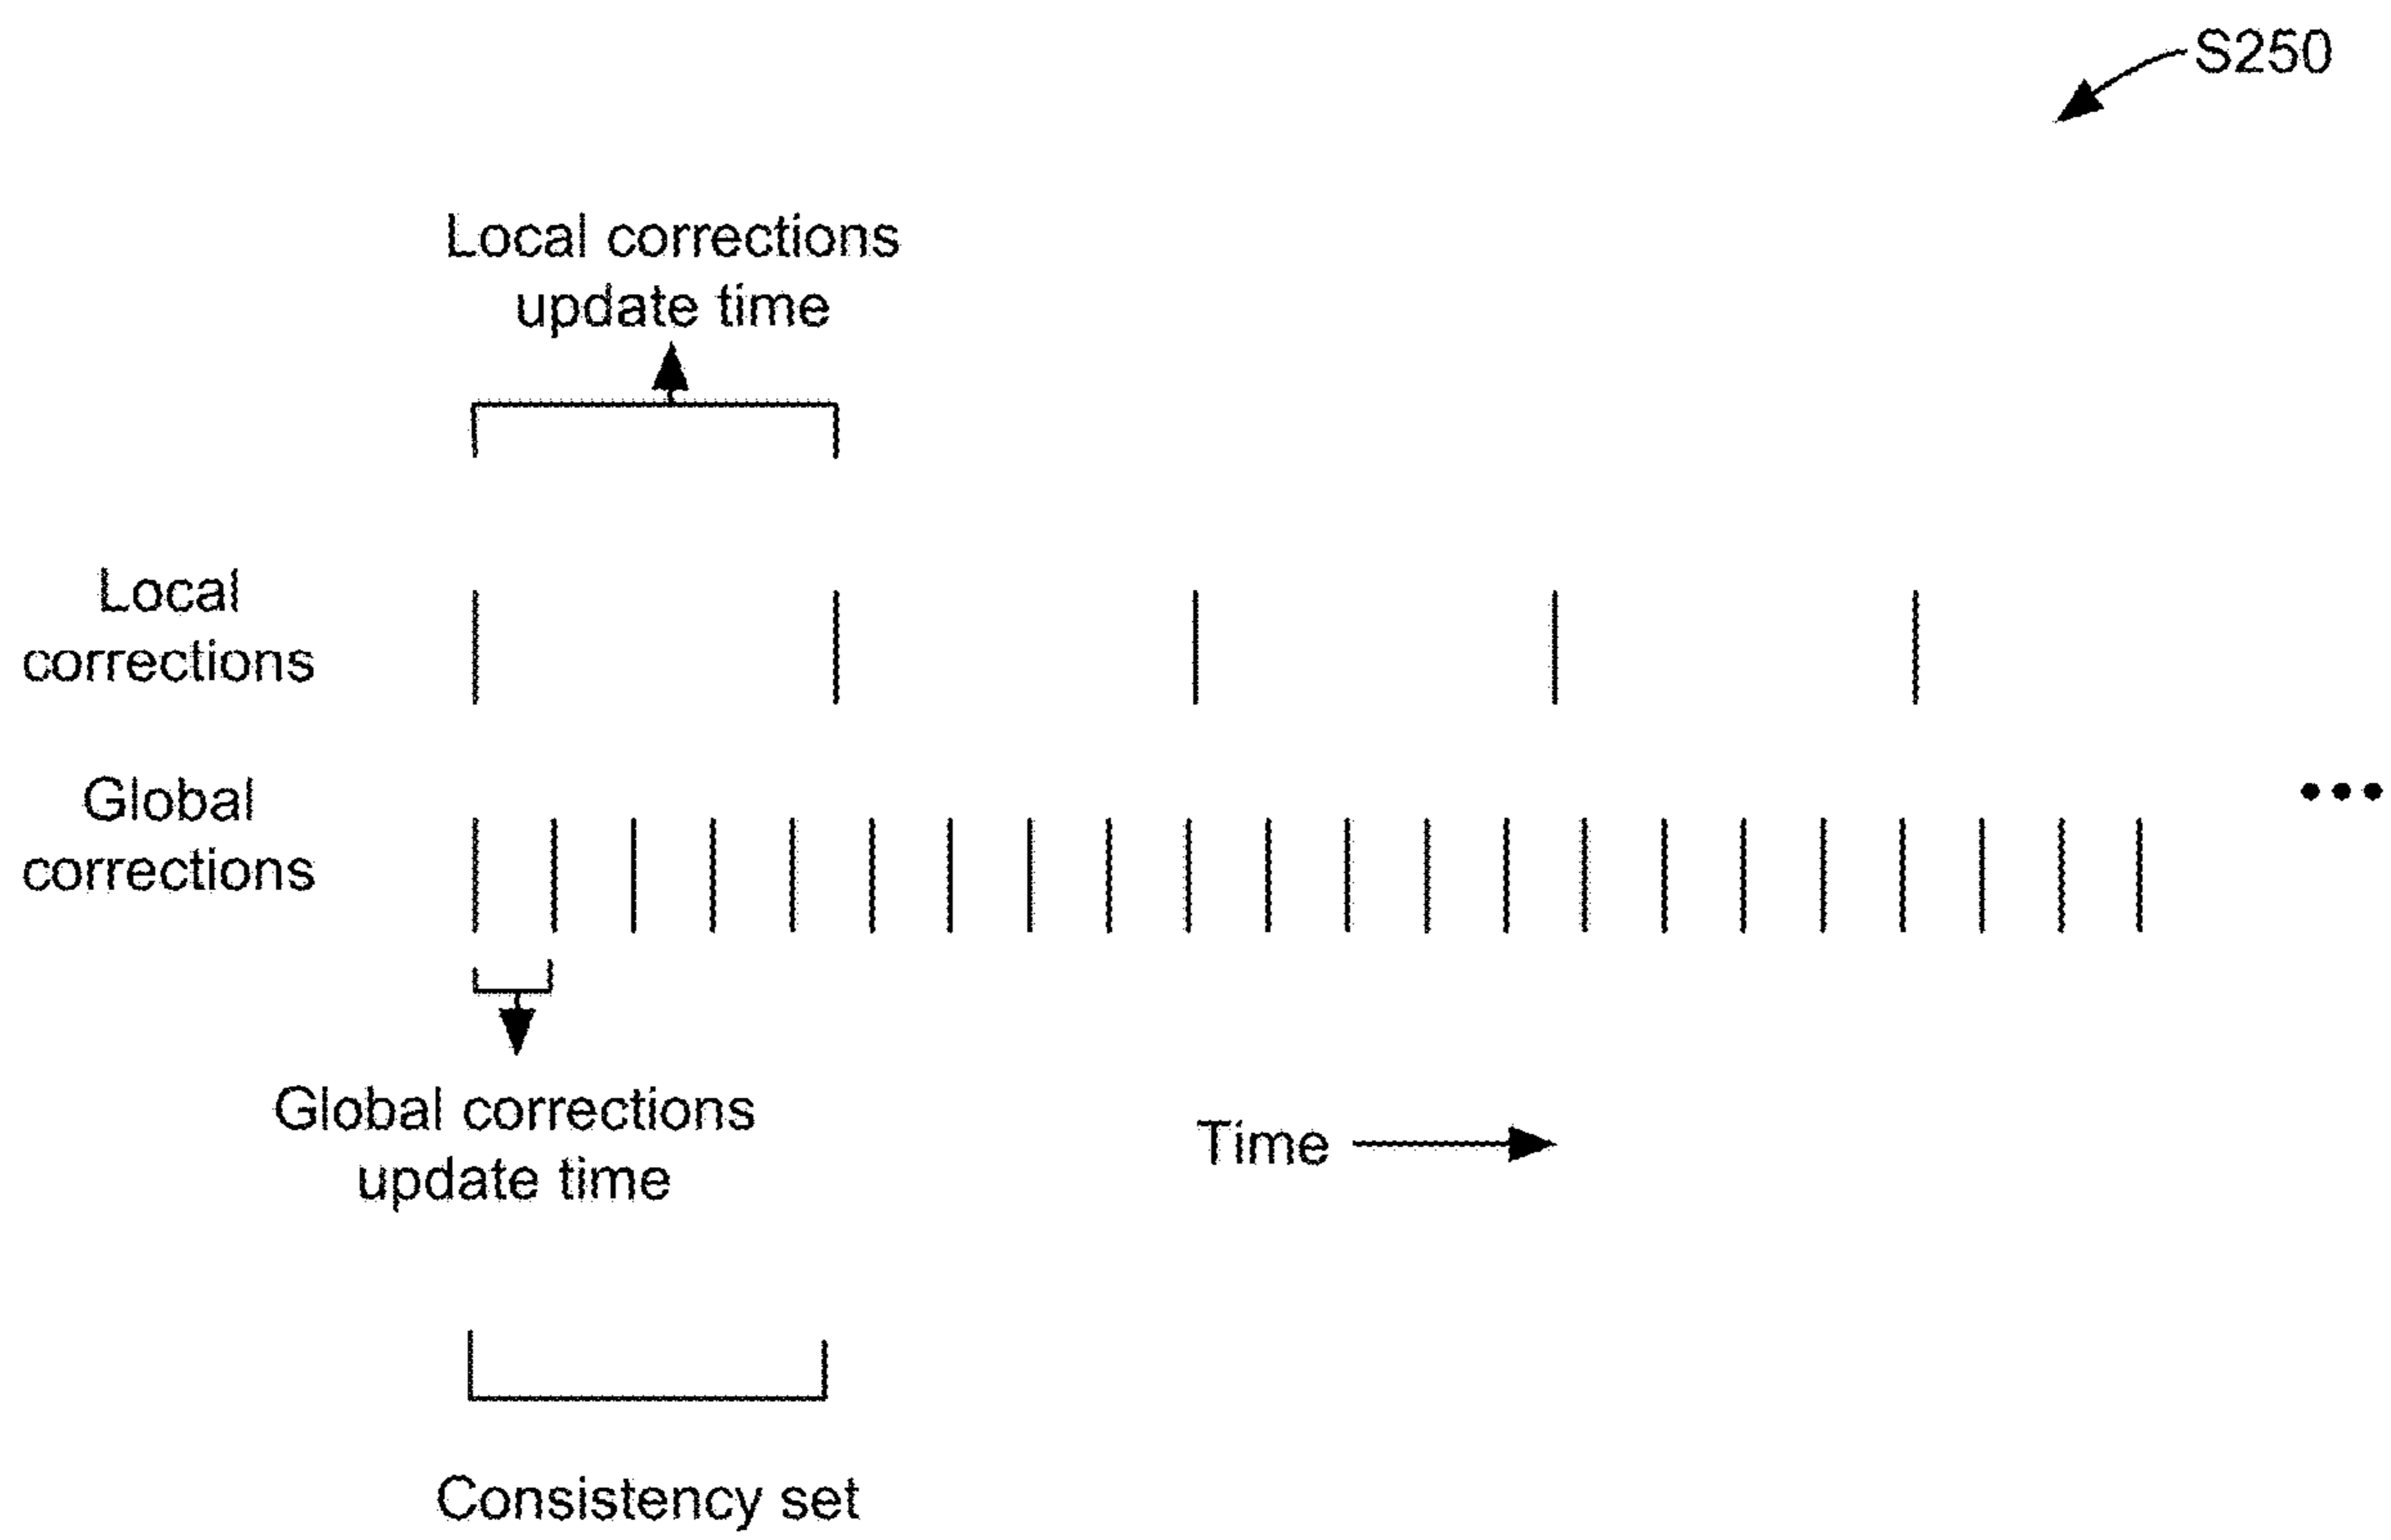 S250
Local corrections
update time
Local
corrections
Global
corrections
•••
Global corrections
update time
Time
Consistency set